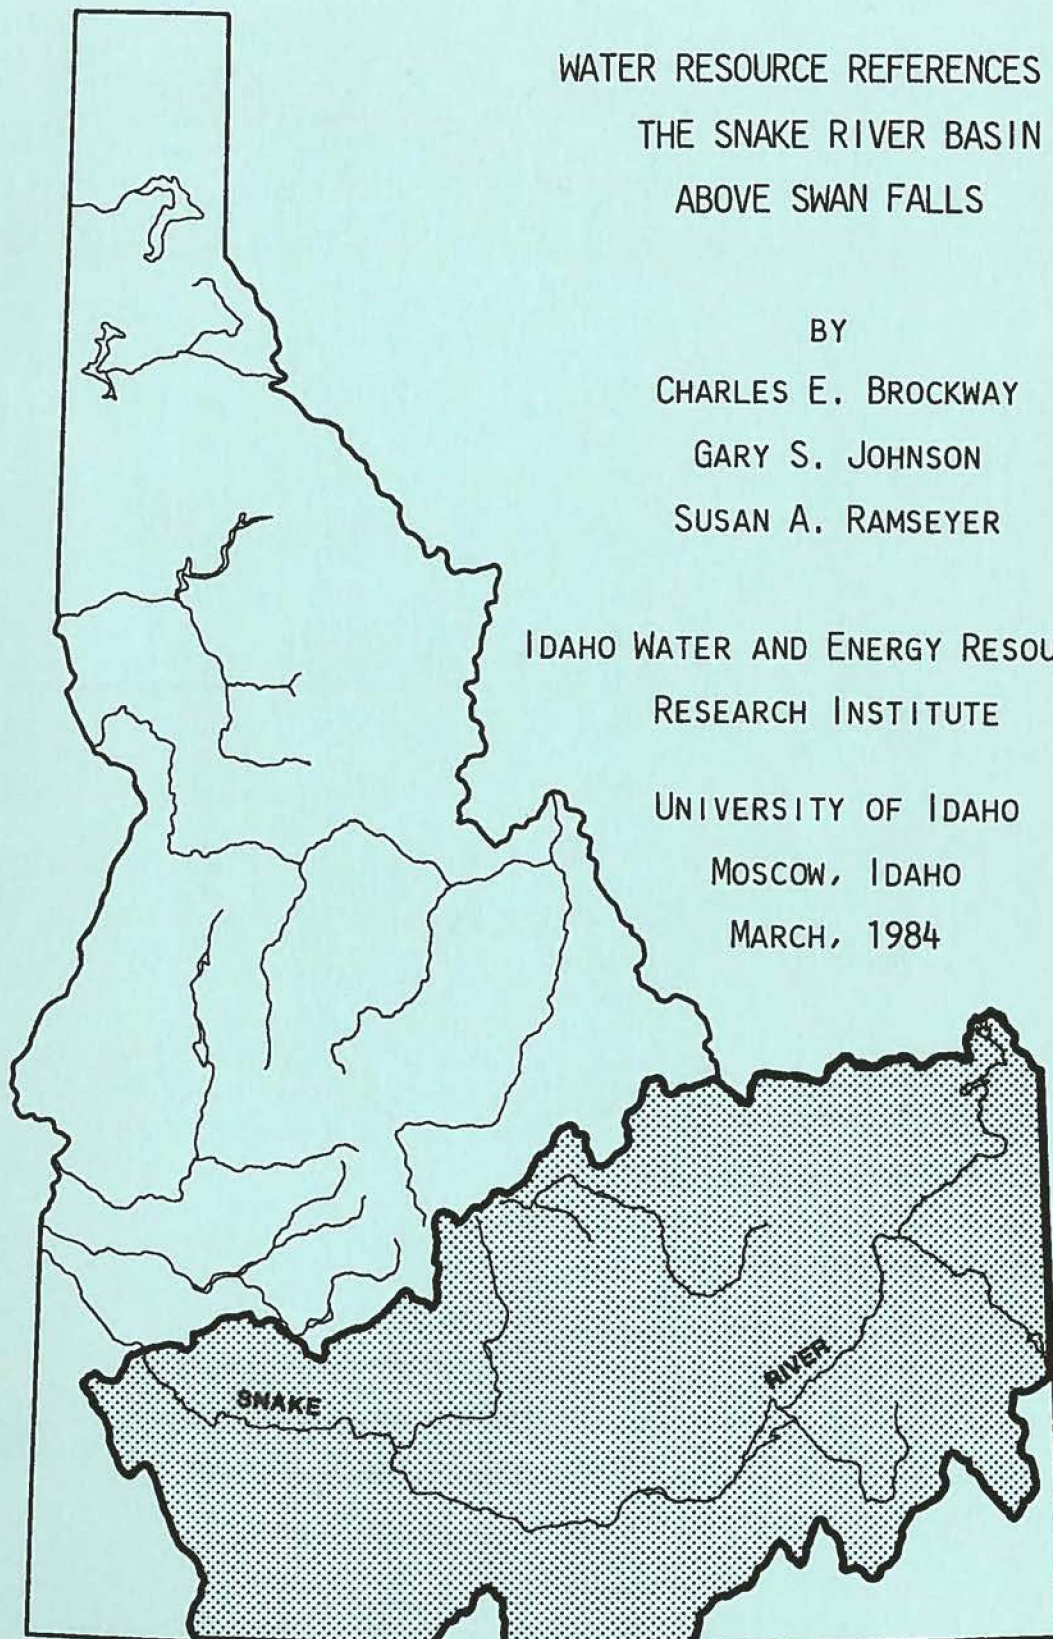 WATER RESOURCE REFERENCES
THE SNAKE RIVER BASIN
ABOVE SWAN FALLS
BY
CHARLES E. BROCKWAY
GARY S. JOHNSON
SUSAN A. RAMSEYER
IDAHO WATER AND ENERGY RESOU
RESEARCH INSTITUTE
UNIVERSITY OF IDAHO
MOSCOW, IDAHO
MARCH, 1984
RIVER
SNAKE